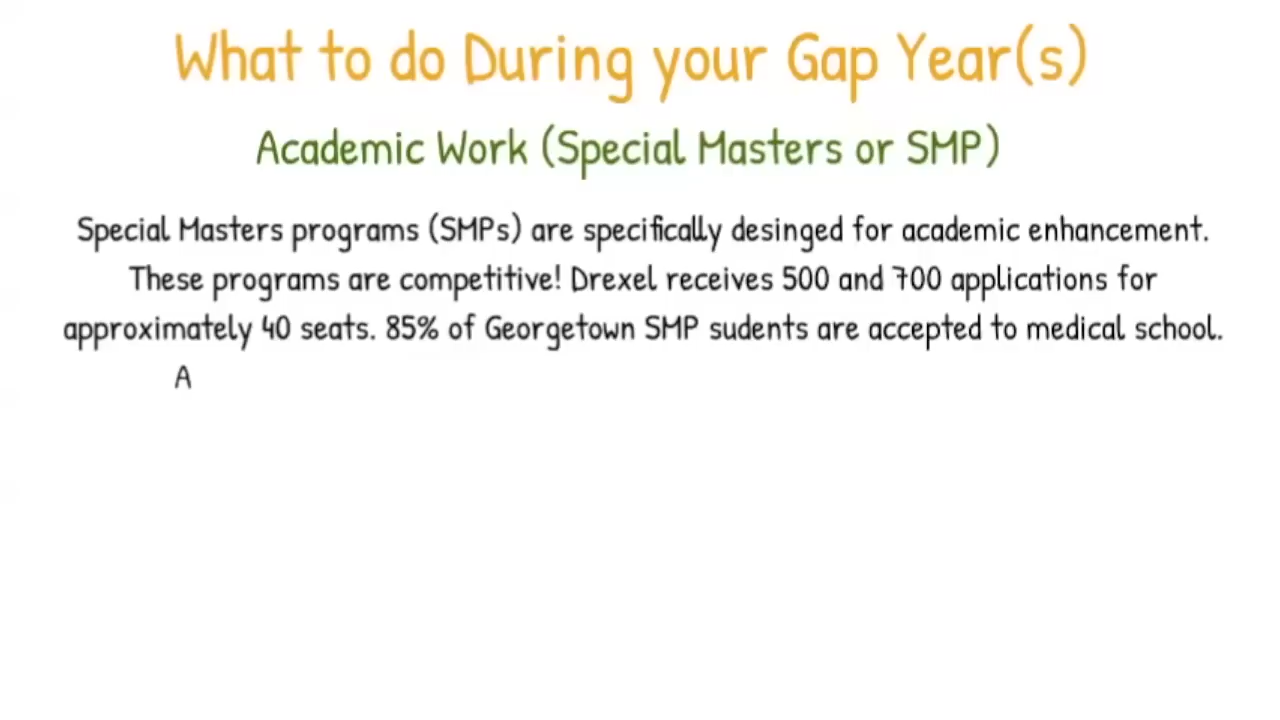 What to do During your Gap Year(s)
Academic Work (Special Masters or SMP)
Special Masters programs (SMPs) are specifically desinged for academic enhancement.
These programs are competitive! Drexel receives 500 and 700 applications for
approximately 40 seats. 85% of Georgetown SMP sudents are accepted to medical school.
A